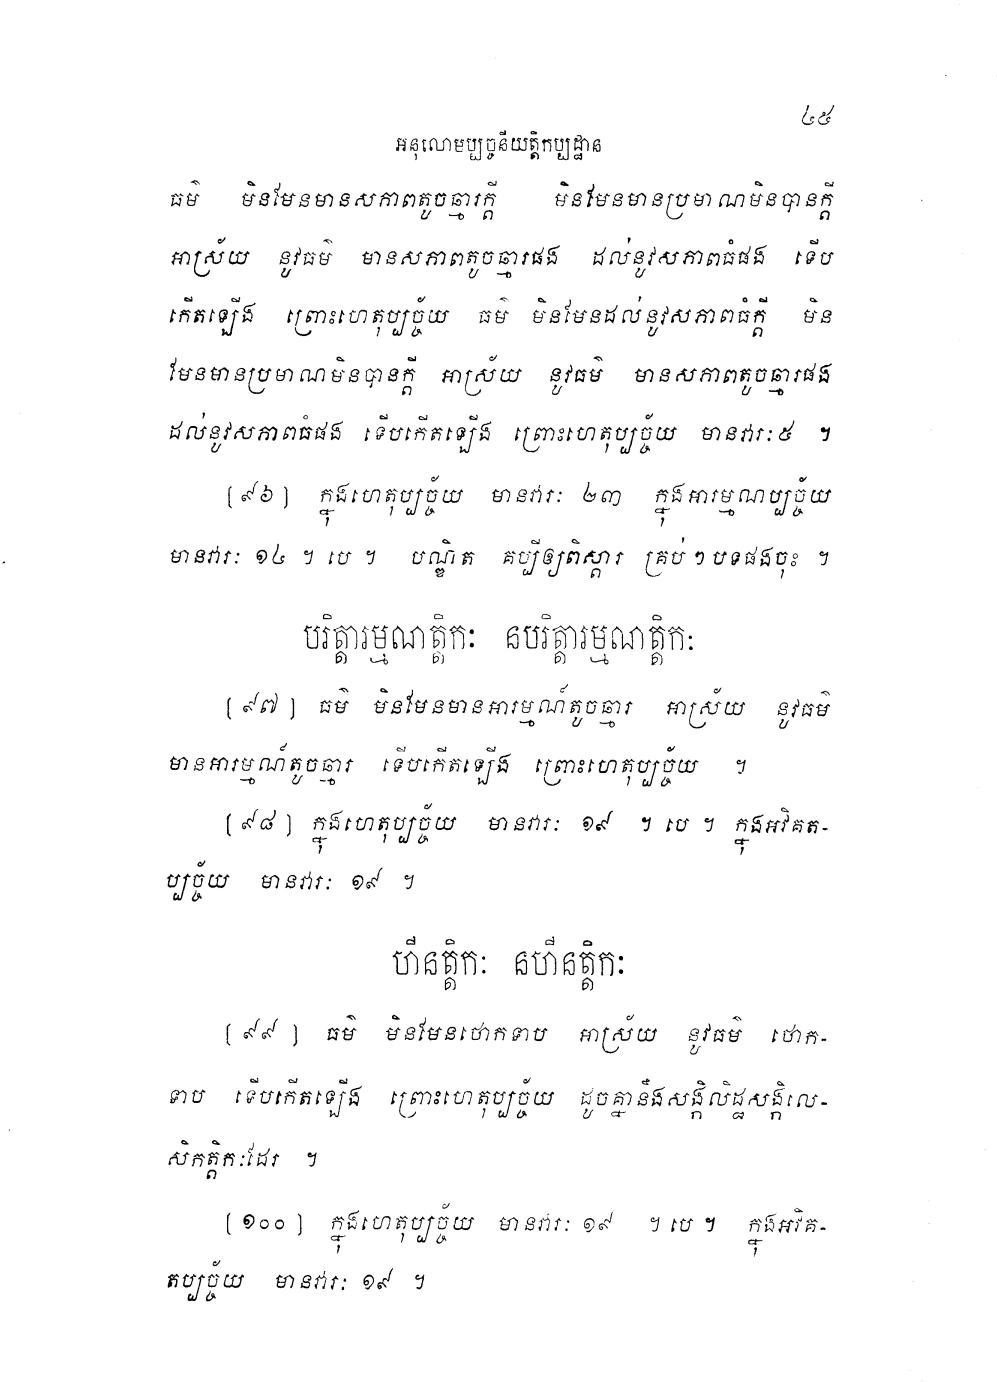 ៤៥
អនុលោមប្បច្ចនីយត្តិកប្បដ្ឋាន
ធម៌ មិនមែនមានសភាពតូចឆ្មារក្តី មិនមែនមានប្រមាណមិនបានក្តី
អាស្រ័យ នូវធម៌ មានសភាពតូចឆ្មារផង ដល់នូវសភាពធំផង ទើប
កើតឡើង ព្រោះហេតុប្បច្ច័យ ធម៌ មិនមែនដល់នូវសភាពធំក្តី មិន
មែនមានប្រមាណមិនបានក្តី អាស្រ័យ នូវធម៌ មានសភាពតូចឆ្មារផង
ដល់នូវសភាពធំផង ទើបកើតឡើង ព្រោះហេតុប្បច្ច័យ មានវារៈ៥ ។
[៩៦] ក្នុងហេតុប្បច្ច័យ មានវារៈ ២៣ ក្នុងអារម្មណប្បច្ច័យ
មានវារៈ ១៤ ។ បេ ។ បណ្ឌិត គប្បីឲ្យពិស្តារ គ្រប់ៗបទផងចុះ ។
បរិត្តារម្មណត្តិកៈ នបរិត្តារម្មណត្តិកៈ
[៩៧] ធម៌ មិនមែនមានអារម្មណ៍តូចឆ្មារ អាស្រ័យ នូវធម៌
មានអារម្មណ៍តូចឆ្មារ ទើបកើតឡើង ព្រោះហេតុប្បច្ច័យ ។
[៩៨] ក្នុងហេតុប្បច្ច័យ មានវារៈ ១៩ ។ បេ ។ ក្នុងអវិគត-
ប្បច្ច័យ មានវារៈ ១៩ ។
ហីនត្តិកៈ នហីនត្តិកៈ
[៩៩] ធម៌ មិនមែនថោកទាប អាស្រ័យ នូវធម៌ ថោក-
ទាប ទើបកើតឡើង ព្រោះហេតុប្បច្ច័យ ដូចគ្នានឹងសង្កិលិដ្ឋសង្កិលេ-
សិកត្តិកៈដែរ ។
[១០០] ក្នុងហេតុប្បច្ច័យ មានវារៈ ១៩ ។ បេ ។ ក្នុងអវិគ-
តប្បច្ច័យ មានវារៈ ១៩ ។